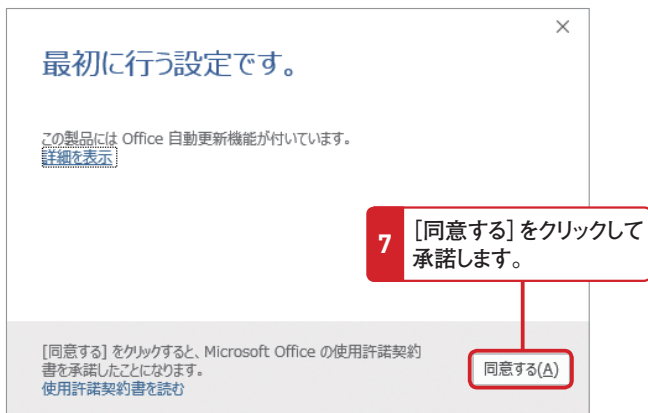 最初に行う設定です。
この製品には Office 自動更新機能が付いています。
詳細を表示
7 [同意する] をクリックして
承諾します。
[同意する] をクリックすると、Microsoft Office の使用許諾契約
書を承諾したことになります。
使用許諾契約書を読む
同意する(A)